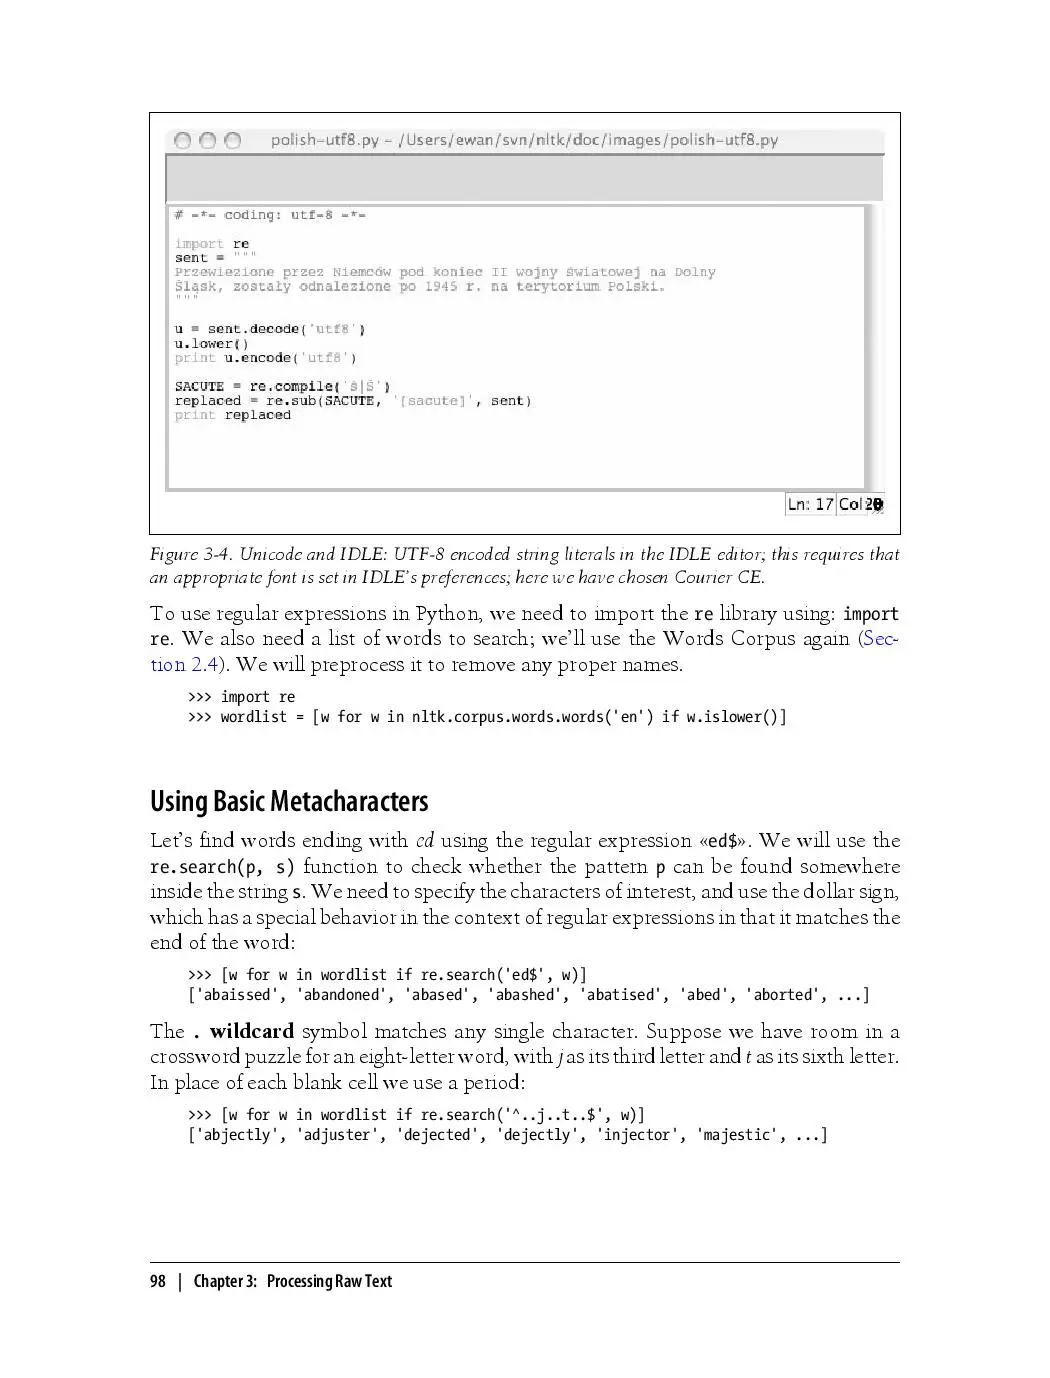 polish-utf8.py - /Users/ewan/svn/nltk/doc/images/polish-utf8.py
# -*- coding: utf-8 -*-
import re
sent = """
Przewiezione przez Niemców pod koniec II wojny światowej na Dolny
Śląsk, zostały odnalezione po 1945 r. na terytorium Polski.
"""
u = sent.decode('utf8')
u.lower()
print u.encode('utf8')
SACUTE = re.compile('ś|Ś')
replaced = re.sub(SACUTE, '[sacute]', sent)
print replaced
Ln: 17 Col
Figure 3-4. Unicode and IDLE: UTF-8 encoded string literals in the IDLE editor; this requires that
an appropriate font is set in IDLE's preferences; here we have chosen Courier CE.
To use regular expressions in Python, we need to import the re library using: import
re. We also need a list of words to search; we'll use the Words Corpus again (Sec-
tion 2.4). We will preprocess it to remove any proper names.
>>> import re
>>> wordlist = [w for w in nltk.corpus.words.words('en') if w.islower()]
Using Basic Metacharacters
Let's find words ending with ed using the regular expression «ed$». We will use the
re.search(p, s) function to check whether the pattern p can be found somewhere
inside the string s. We need to specify the characters of interest, and use the dollar sign,
which has a special behavior in the context of regular expressions in that it matches the
end of the word:
>>> [w for w in wordlist if re.search('ed$', w)]
['abaissed', 'abandoned', 'abased', 'abashed', 'abatised', 'abed', 'aborted', ...]
The . wildcard symbol matches any single character. Suppose we have room in a
crossword puzzle for an eight-letter word, with j as its third letter and t as its sixth letter.
In place of each blank cell we use a period:
>>> [w for w in wordlist if re.search('^..j..t..$', w)]
['abjectly', 'adjuster', 'dejected', 'dejectly', 'injector', 'majestic', ...]
98 | Chapter 3: Processing Raw Text